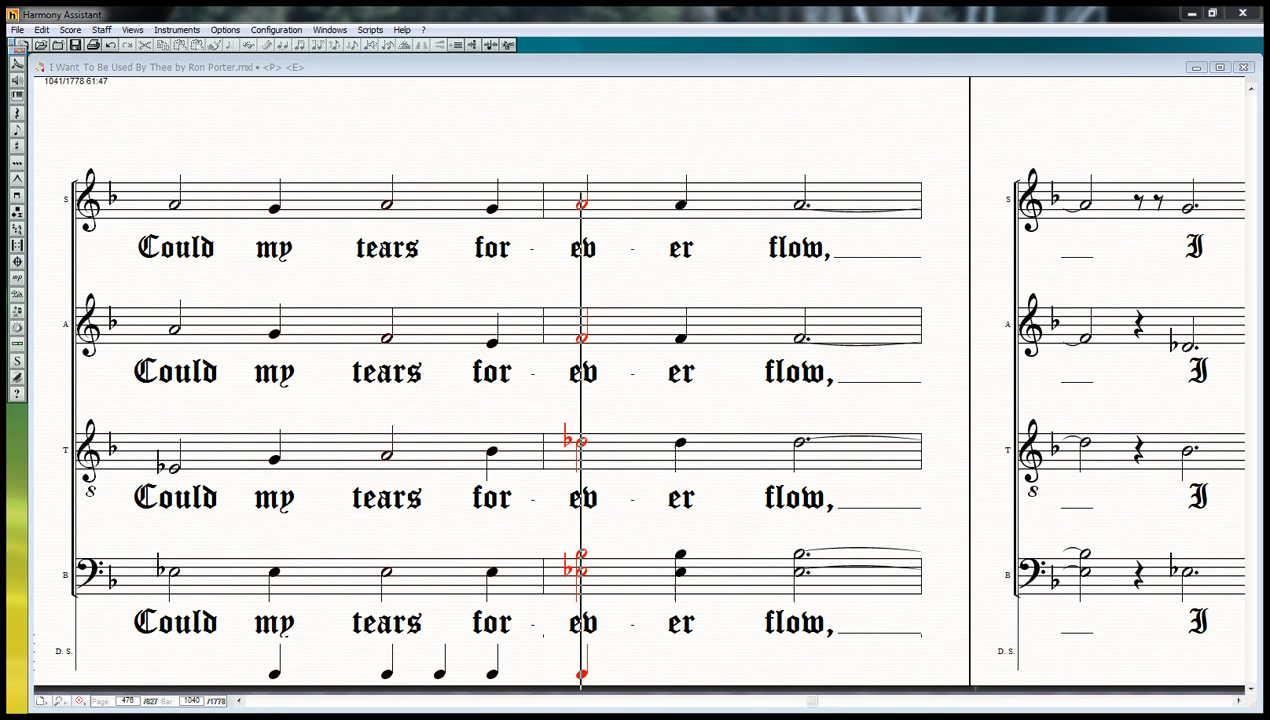 Harmony Assistant
File Edit Score Staff Views Instruments Options Configuration Windows Scripts Help ?
I Want To Be Used By Thee by Ron Porter.mxl • <P> <E>
1041/1778 61:47
S
Could my tears for - ev - er flow,
S
I
A
Could my tears for - ev - er flow,
A
I
T
8
Could my tears for - ev - er flow,
T
8
I
B
Could my tears for - ev - er flow,
B
I
D. S.
D. S.
Page: 476 /827 Bar: 1040 /1778